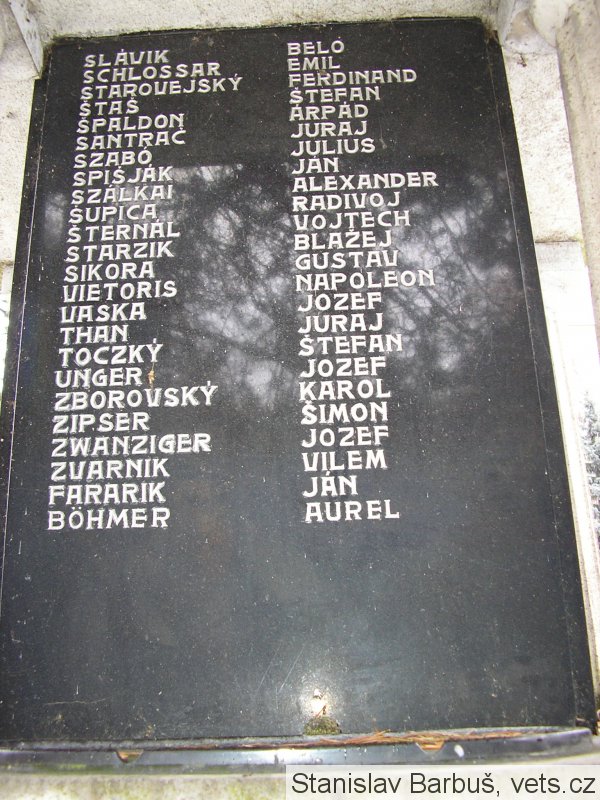 SLÁVIK BELO
SCHLOSSAR EMIL
STAROVEJSKÝ FERDINAND
ŠTAS ŠTEFAN
ŠPALDON ÁRPÁD
SANTRAČ JURAJ
SZABÓ JULIUS
SPIŠJÁK JÁN
SZÁLKAI ALEXANDER
ŠUPICA RADIVOJ
ŠTERNÁL VOJTECH
STARZIK BLAŽEJ
SIKORA GUSTAV
VIETORIS NAPOLEON
VASKA JOZEF
THAN JURAJ
TOCZKÝ ŠTEFAN
UNGER JOZEF
ZBOROVSKÝ KAROL
ZIPSER ŠIMON
ZWANZIGER JOZEF
ZVARNIK VILEM
FARARIK JÁN
BÖHMER AUREL
Stanislav Barbuš, vets.cz